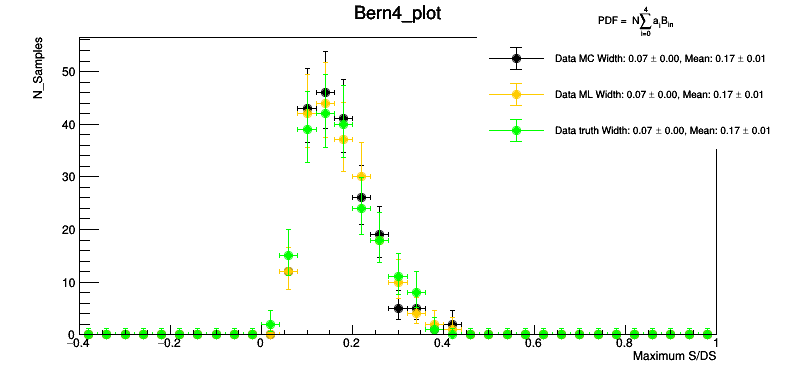 Bern4_plot
PDF = N∑ aᵢBᵢₙ
4
i=0
Data MC Width: 0.07 ± 0.00, Mean: 0.17 ± 0.01
Data ML Width: 0.07 ± 0.00, Mean: 0.17 ± 0.01
Data truth Width: 0.07 ± 0.00, Mean: 0.17 ± 0.01
N_Samples
50
40
30
20
10
0
−0.4 −0.2 0 0.2 0.4 0.6 0.8 1
Maximum S/DS